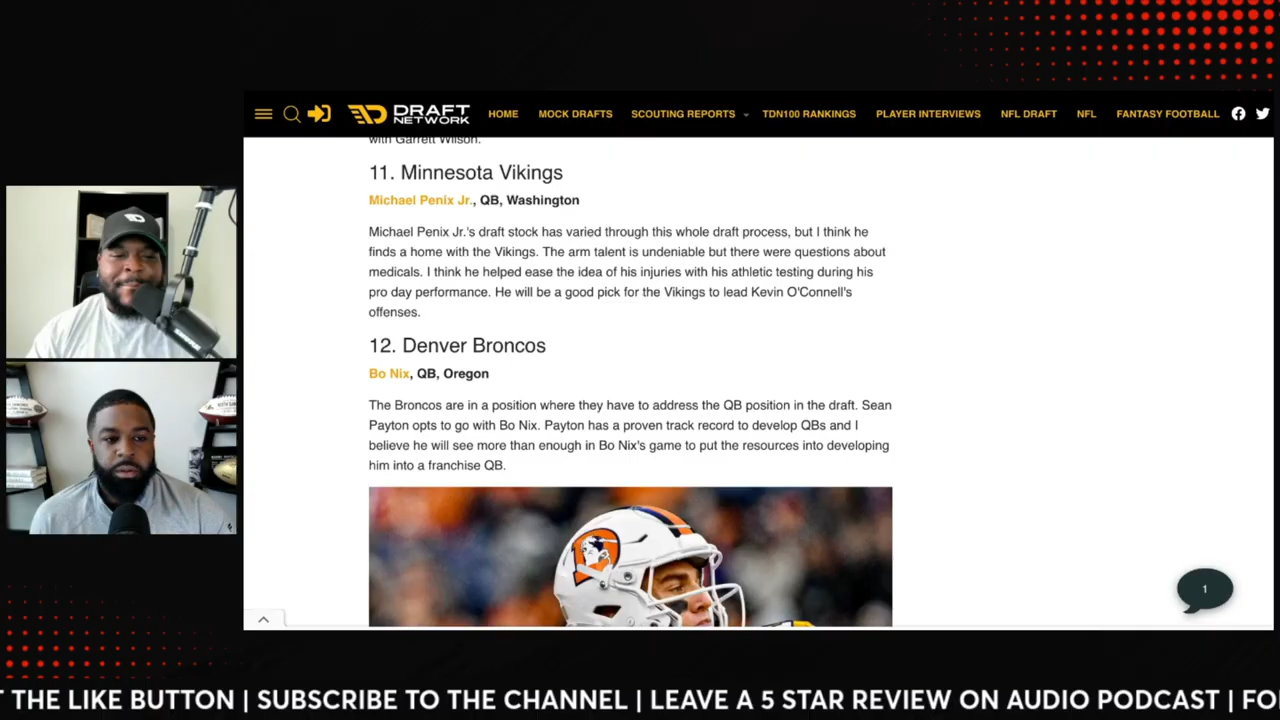 DRAFT
NETWORK
HOME
MOCK DRAFTS
SCOUTING REPORTS
TDN100 RANKINGS
PLAYER INTERVIEWS
NFL DRAFT
NFL
FANTASY FOOTBALL
with Garrett Wilson.
11. Minnesota Vikings
Michael Penix Jr., QB, Washington
Michael Penix Jr.'s draft stock has varied through this whole draft process, but I think he
finds a home with the Vikings. The arm talent is undeniable but there were questions about
medicals. I think he helped ease the idea of his injuries with his athletic testing during his
pro day performance. He will be a good pick for the Vikings to lead Kevin O'Connell's
offenses.
12. Denver Broncos
Bo Nix, QB, Oregon
The Broncos are in a position where they have to address the QB position in the draft. Sean
Payton opts to go with Bo Nix. Payton has a proven track record to develop QBs and I
believe he will see more than enough in Bo Nix's game to put the resources into developing
him into a franchise QB.
1
T THE LIKE BUTTON | SUBSCRIBE TO THE CHANNEL | LEAVE A 5 STAR REVIEW ON AUDIO PODCAST | FO